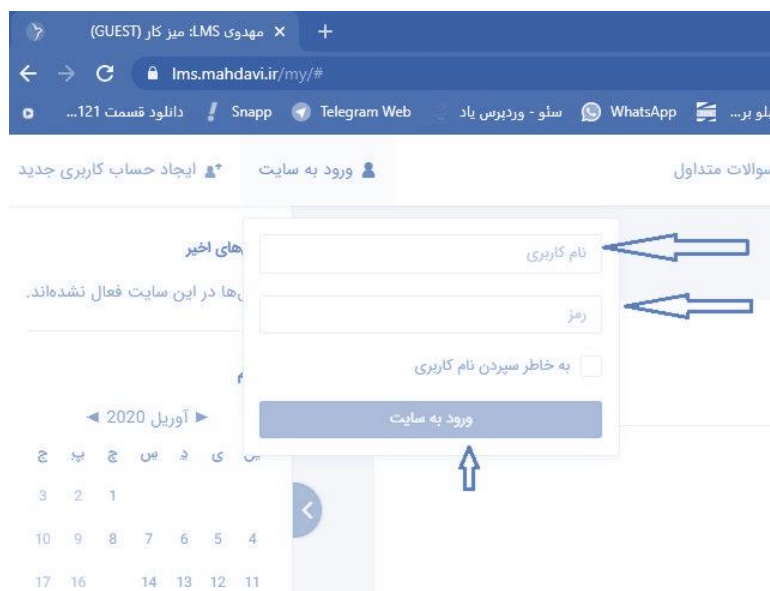 مهدوی LMS: میز کار (GUEST)
lms.mahdavi.ir/my/#
دانلود قسمت 121...
Snapp
Telegram Web
سئو - وردپرس یاد
WhatsApp
سوالات متداول
ورود به سایت
ایجاد حساب کاربری جدید
نام کاربری
رمز
به خاطر سپردن نام کاربری
ورود به سایت
های اخیر
ها در این سایت فعال نشده‌اند.
◄ آوریل 2020 ►
ی د س چ پ ج
1 2 3
4 5 6 7 8 9 10
11 12 13 14 16 17